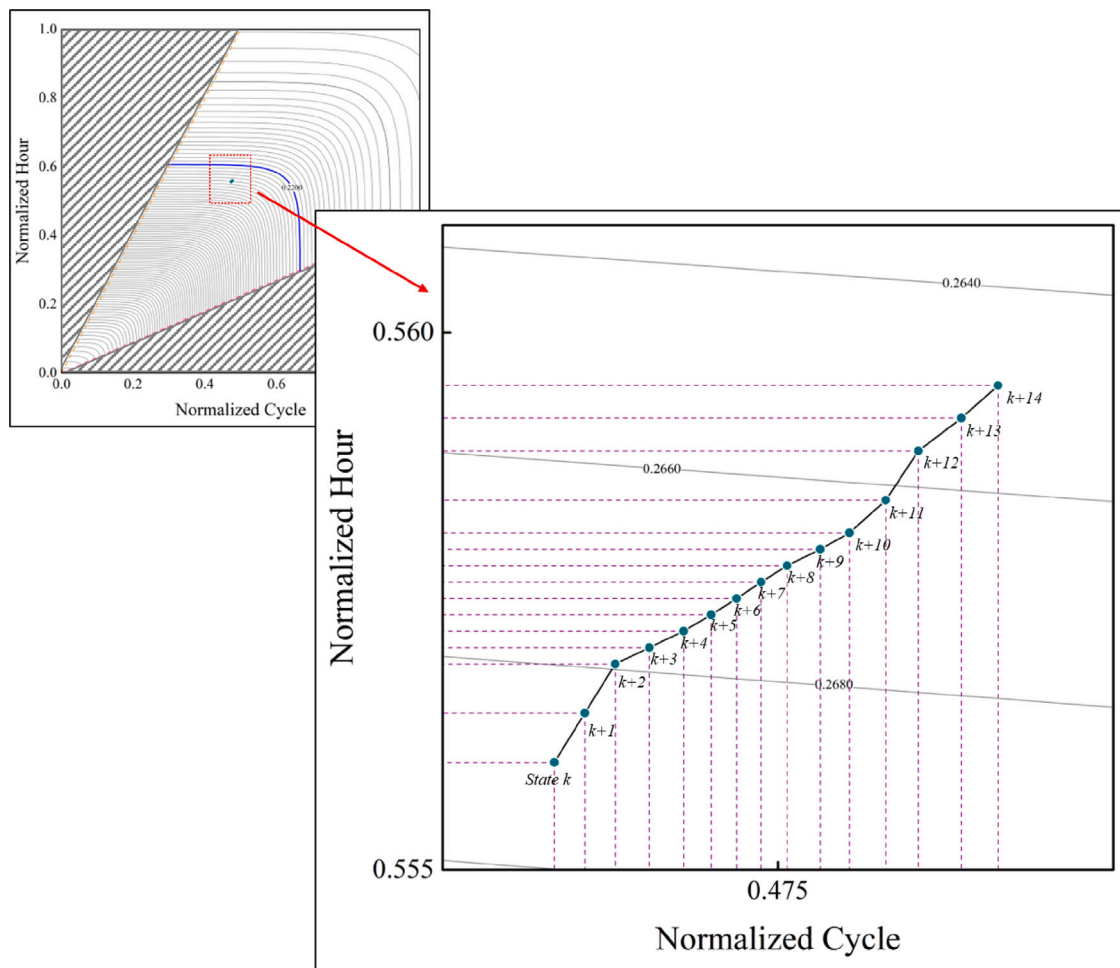 1.0
0.8
0.6
0.4
0.2
0.0
Normalized Hour
0.2200
0.0
0.2
0.4
0.6
Normalized Cycle
0.2640
0.560
k+14
k+13
k+12
0.2660
k+11
k+10
k+9
k+8
k+7
k+6
k+5
k+4
k+3
k+2
0.2680
k+1
State k
0.555
Normalized Hour
0.475
Normalized Cycle